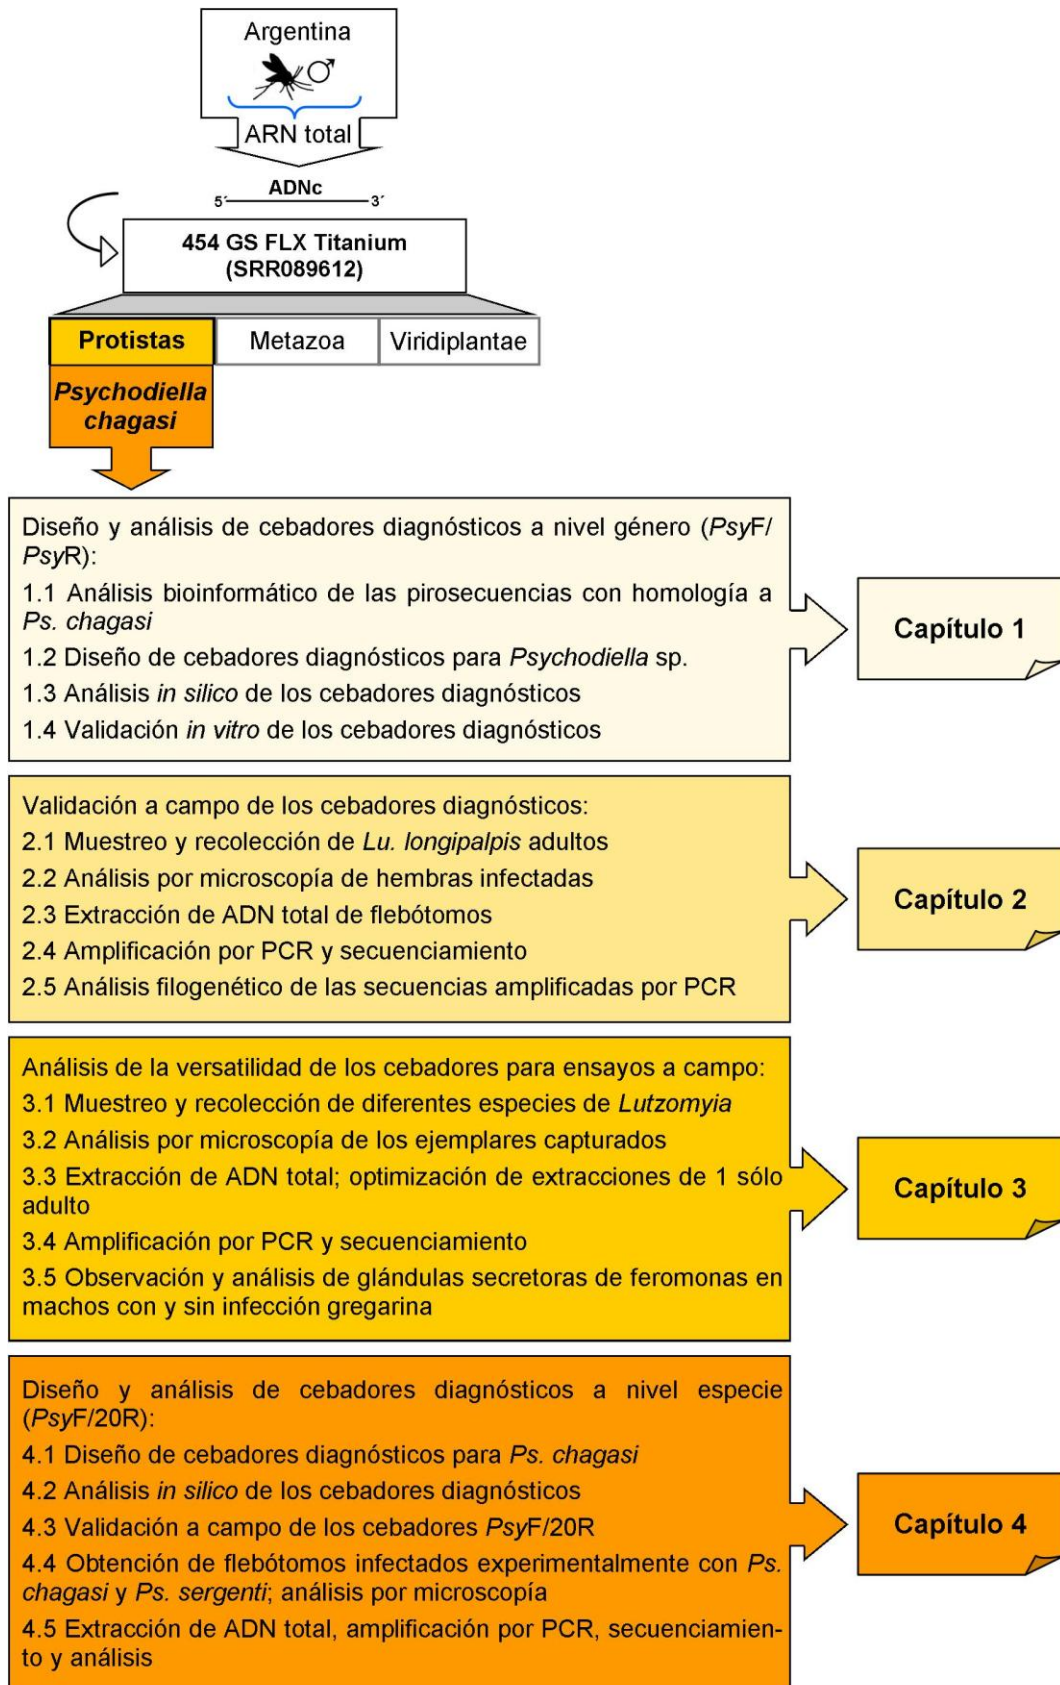 Argentina
♂
ARN total
ADNc
5´ 3´
454 GS FLX Titanium
(SRR089612)
Protistas Metazoa Viridiplantae
Psychodiella
chagasi
Diseño y análisis de cebadores diagnósticos a nivel género (PsyF/
PsyR):
1.1 Análisis bioinformático de las pirosecuencias con homología a
Ps. chagasi
1.2 Diseño de cebadores diagnósticos para Psychodiella sp.
1.3 Análisis in silico de los cebadores diagnósticos
1.4 Validación in vitro de los cebadores diagnósticos
Capítulo 1
Validación a campo de los cebadores diagnósticos:
2.1 Muestreo y recolección de Lu. longipalpis adultos
2.2 Análisis por microscopía de hembras infectadas
2.3 Extracción de ADN total de flebótomos
2.4 Amplificación por PCR y secuenciamiento
2.5 Análisis filogenético de las secuencias amplificadas por PCR
Capítulo 2
Análisis de la versatilidad de los cebadores para ensayos a campo:
3.1 Muestreo y recolección de diferentes especies de Lutzomyia
3.2 Análisis por microscopía de los ejemplares capturados
3.3 Extracción de ADN total; optimización de extracciones de 1 sólo
adulto
3.4 Amplificación por PCR y secuenciamiento
3.5 Observación y análisis de glándulas secretoras de feromonas en
machos con y sin infección gregarina
Capítulo 3
Diseño y análisis de cebadores diagnósticos a nivel especie
(PsyF/20R):
4.1 Diseño de cebadores diagnósticos para Ps. chagasi
4.2 Análisis in silico de los cebadores diagnósticos
4.3 Validación a campo de los cebadores PsyF/20R
4.4 Obtención de flebótomos infectados experimentalmente con Ps.
chagasi y Ps. sergenti; análisis por microscopía
4.5 Extracción de ADN total, amplificación por PCR, secuenciamien-
to y análisis
Capítulo 4